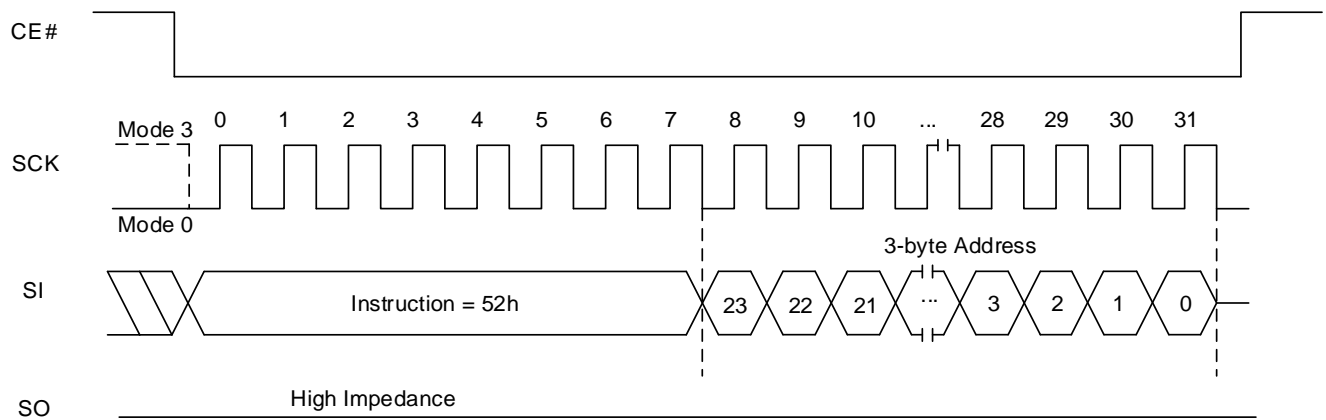 CE#
Mode 3
0 1 2 3 4 5 6 7 8 9 10 ... 28 29 30 31
SCK
Mode 0
3-byte Address
SI
Instruction = 52h
23 22 21 ... 3 2 1 0
High Impedance
SO